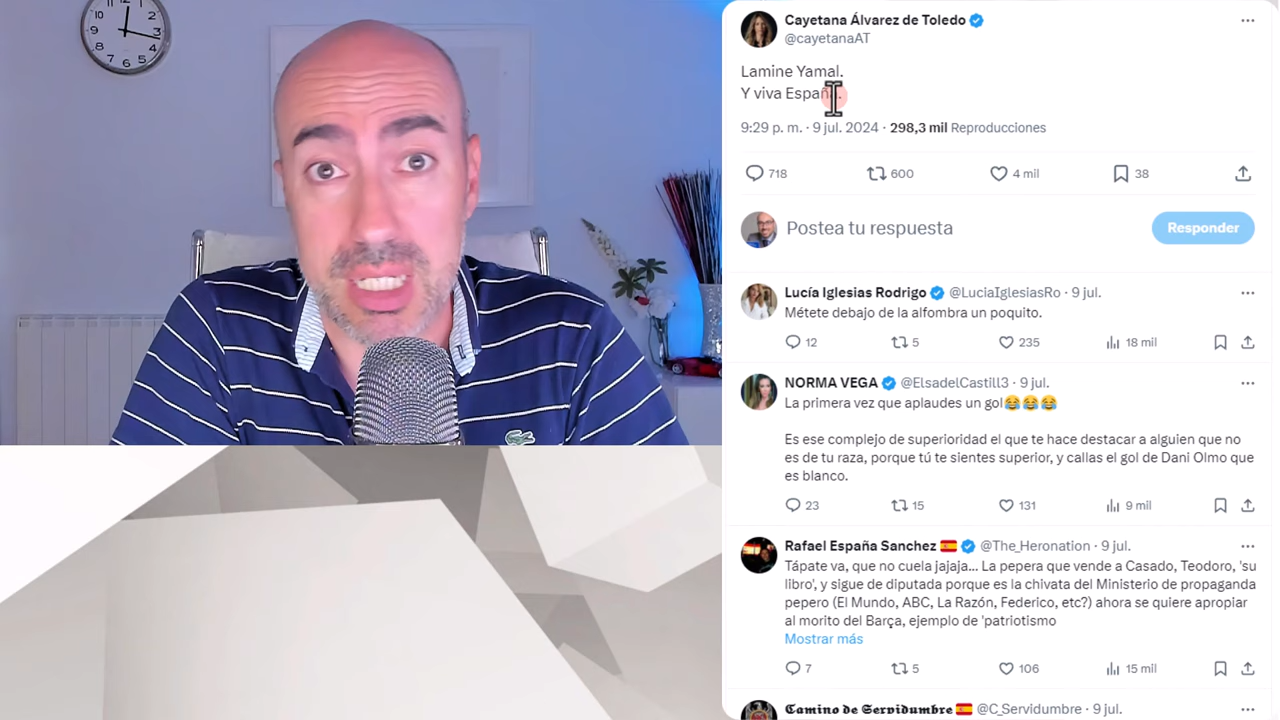 Cayetana Álvarez de Toledo
@cayetanaAT
Lamine Yamal.
Y viva España.
9:29 p. m. · 9 jul. 2024 · 298,3 mil Reproducciones
718 600 4 mil 38
Postea tu respuesta
Responder
Lucía Iglesias Rodrigo @LuciaIglesiasRo · 9 jul.
Métete debajo de la alfombra un poquito.
12 5 235 18 mil
NORMA VEGA @ElsadelCastill3 · 9 jul.
La primera vez que aplaudes un gol😂😂😂
Es ese complejo de superioridad el que te hace destacar a alguien que no
es de tu raza, porque tú te sientes superior, y callas el gol de Dani Olmo que
es blanco.
23 15 131 9 mil
Rafael España Sanchez 🇪🇸 @The_Heronation · 9 jul.
Tápate va, que no cuela jajaja... La pepera que vende a Casado, Teodoro, 'su
libro', y sigue de diputada porque es la chivata del Ministerio de propaganda
pepero (El Mundo, ABC, La Razón, Federico, etc?) ahora se quiere apropiar
al morito del Barça, ejemplo de 'patriotismo
Mostrar más
7 5 106 15 mil
Camino de Servidumbre 🇪🇸 @C_Servidumbre · 9 jul.